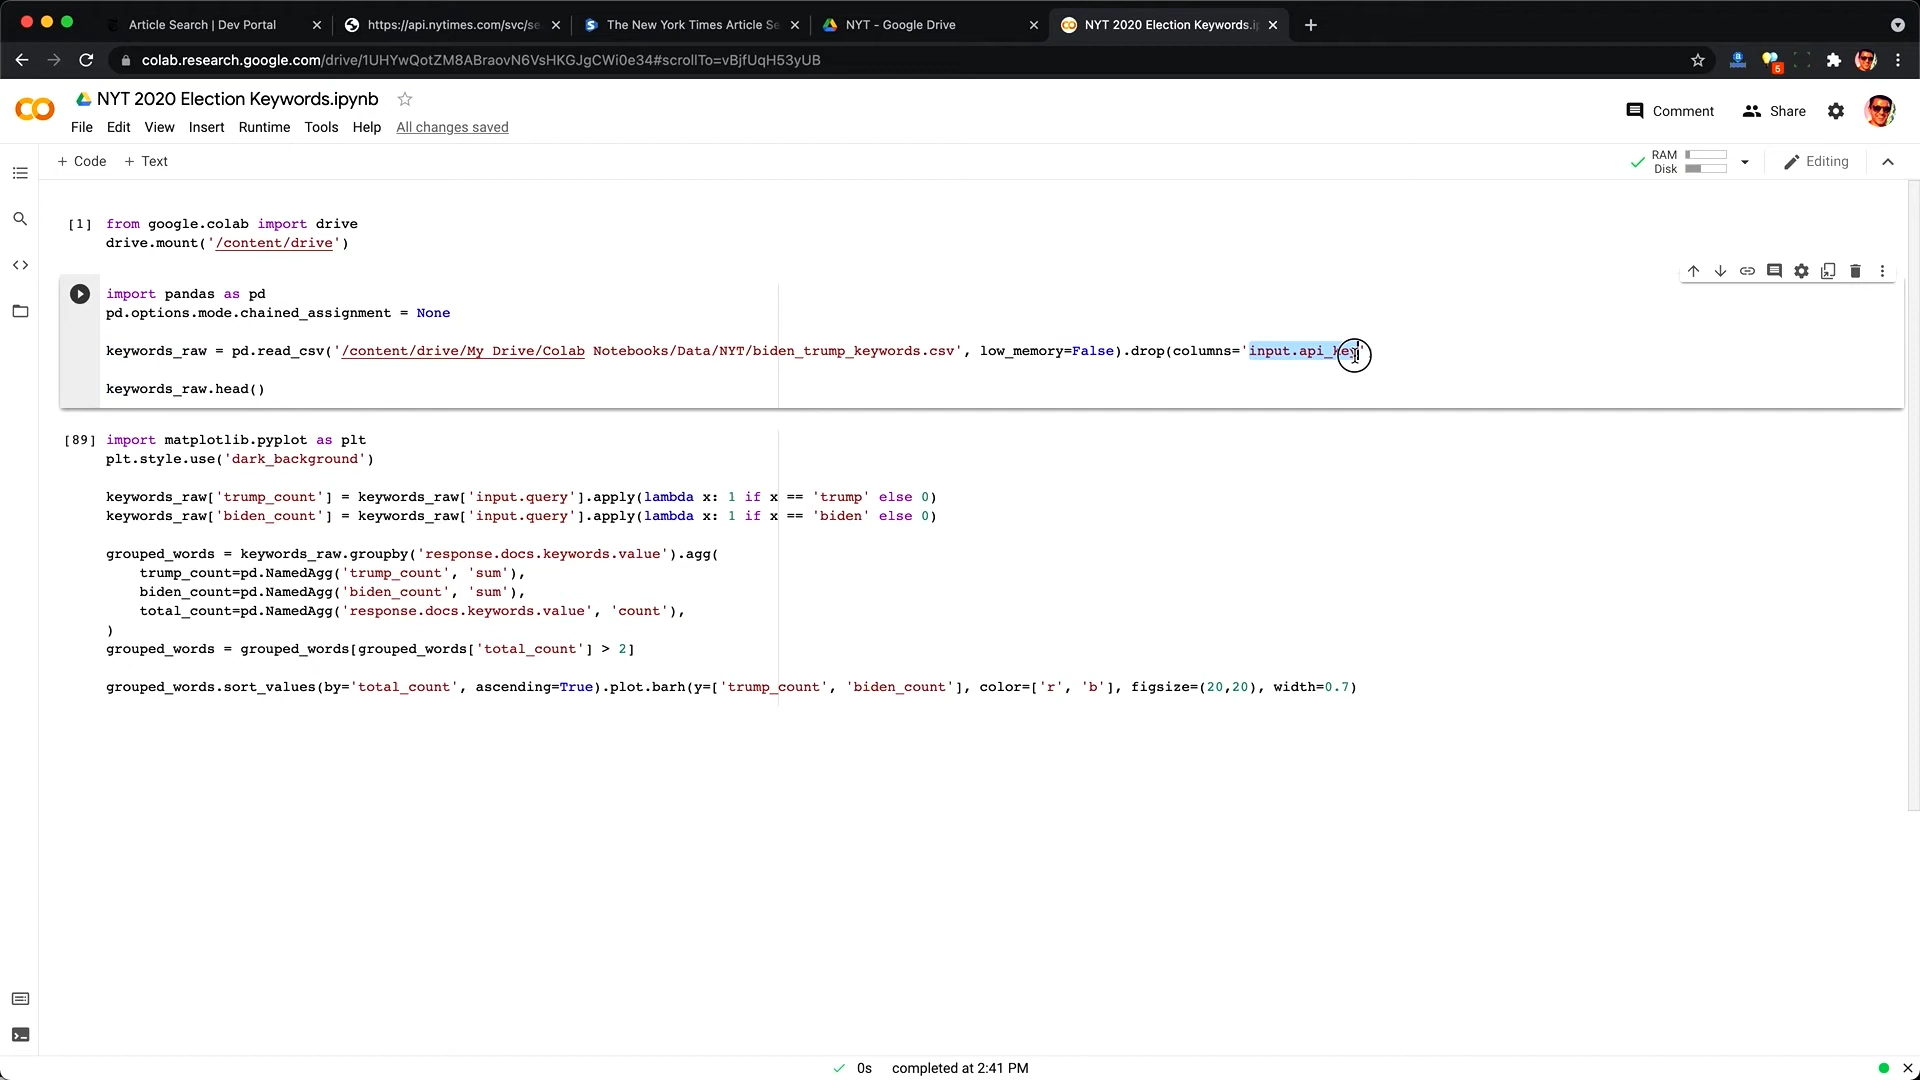 Article Search | Dev Portal
https://api.nytimes.com/svc/se
The New York Times Article Se
NYT - Google Drive
NYT 2020 Election Keywords.i
colab.research.google.com/drive/1UHYwQotZM8ABraovN6VsHKGJgCWi0e34#scrollTo=vBjfUqH53yUB
5
NYT 2020 Election Keywords.ipynb
Comment
Share
File Edit View Insert Runtime Tools Help All changes saved
+ Code + Text
RAM
Disk
Editing
[1] from google.colab import drive
drive.mount('/content/drive')
import pandas as pd
pd.options.mode.chained_assignment = None
keywords_raw = pd.read_csv('/content/drive/My Drive/Colab Notebooks/Data/NYT/biden_trump_keywords.csv', low_memory=False).drop(columns='input.api_key'
keywords_raw.head()
[89] import matplotlib.pyplot as plt
plt.style.use('dark_background')
keywords_raw['trump_count'] = keywords_raw['input.query'].apply(lambda x: 1 if x == 'trump' else 0)
keywords_raw['biden_count'] = keywords_raw['input.query'].apply(lambda x: 1 if x == 'biden' else 0)
grouped_words = keywords_raw.groupby('response.docs.keywords.value').agg(
trump_count=pd.NamedAgg('trump_count', 'sum'),
biden_count=pd.NamedAgg('biden_count', 'sum'),
total_count=pd.NamedAgg('response.docs.keywords.value', 'count'),
)
grouped_words = grouped_words[grouped_words['total_count'] > 2]
grouped_words.sort_values(by='total_count', ascending=True).plot.barh(y=['trump_count', 'biden_count'], color=['r', 'b'], figsize=(20,20), width=0.7)
0s completed at 2:41 PM